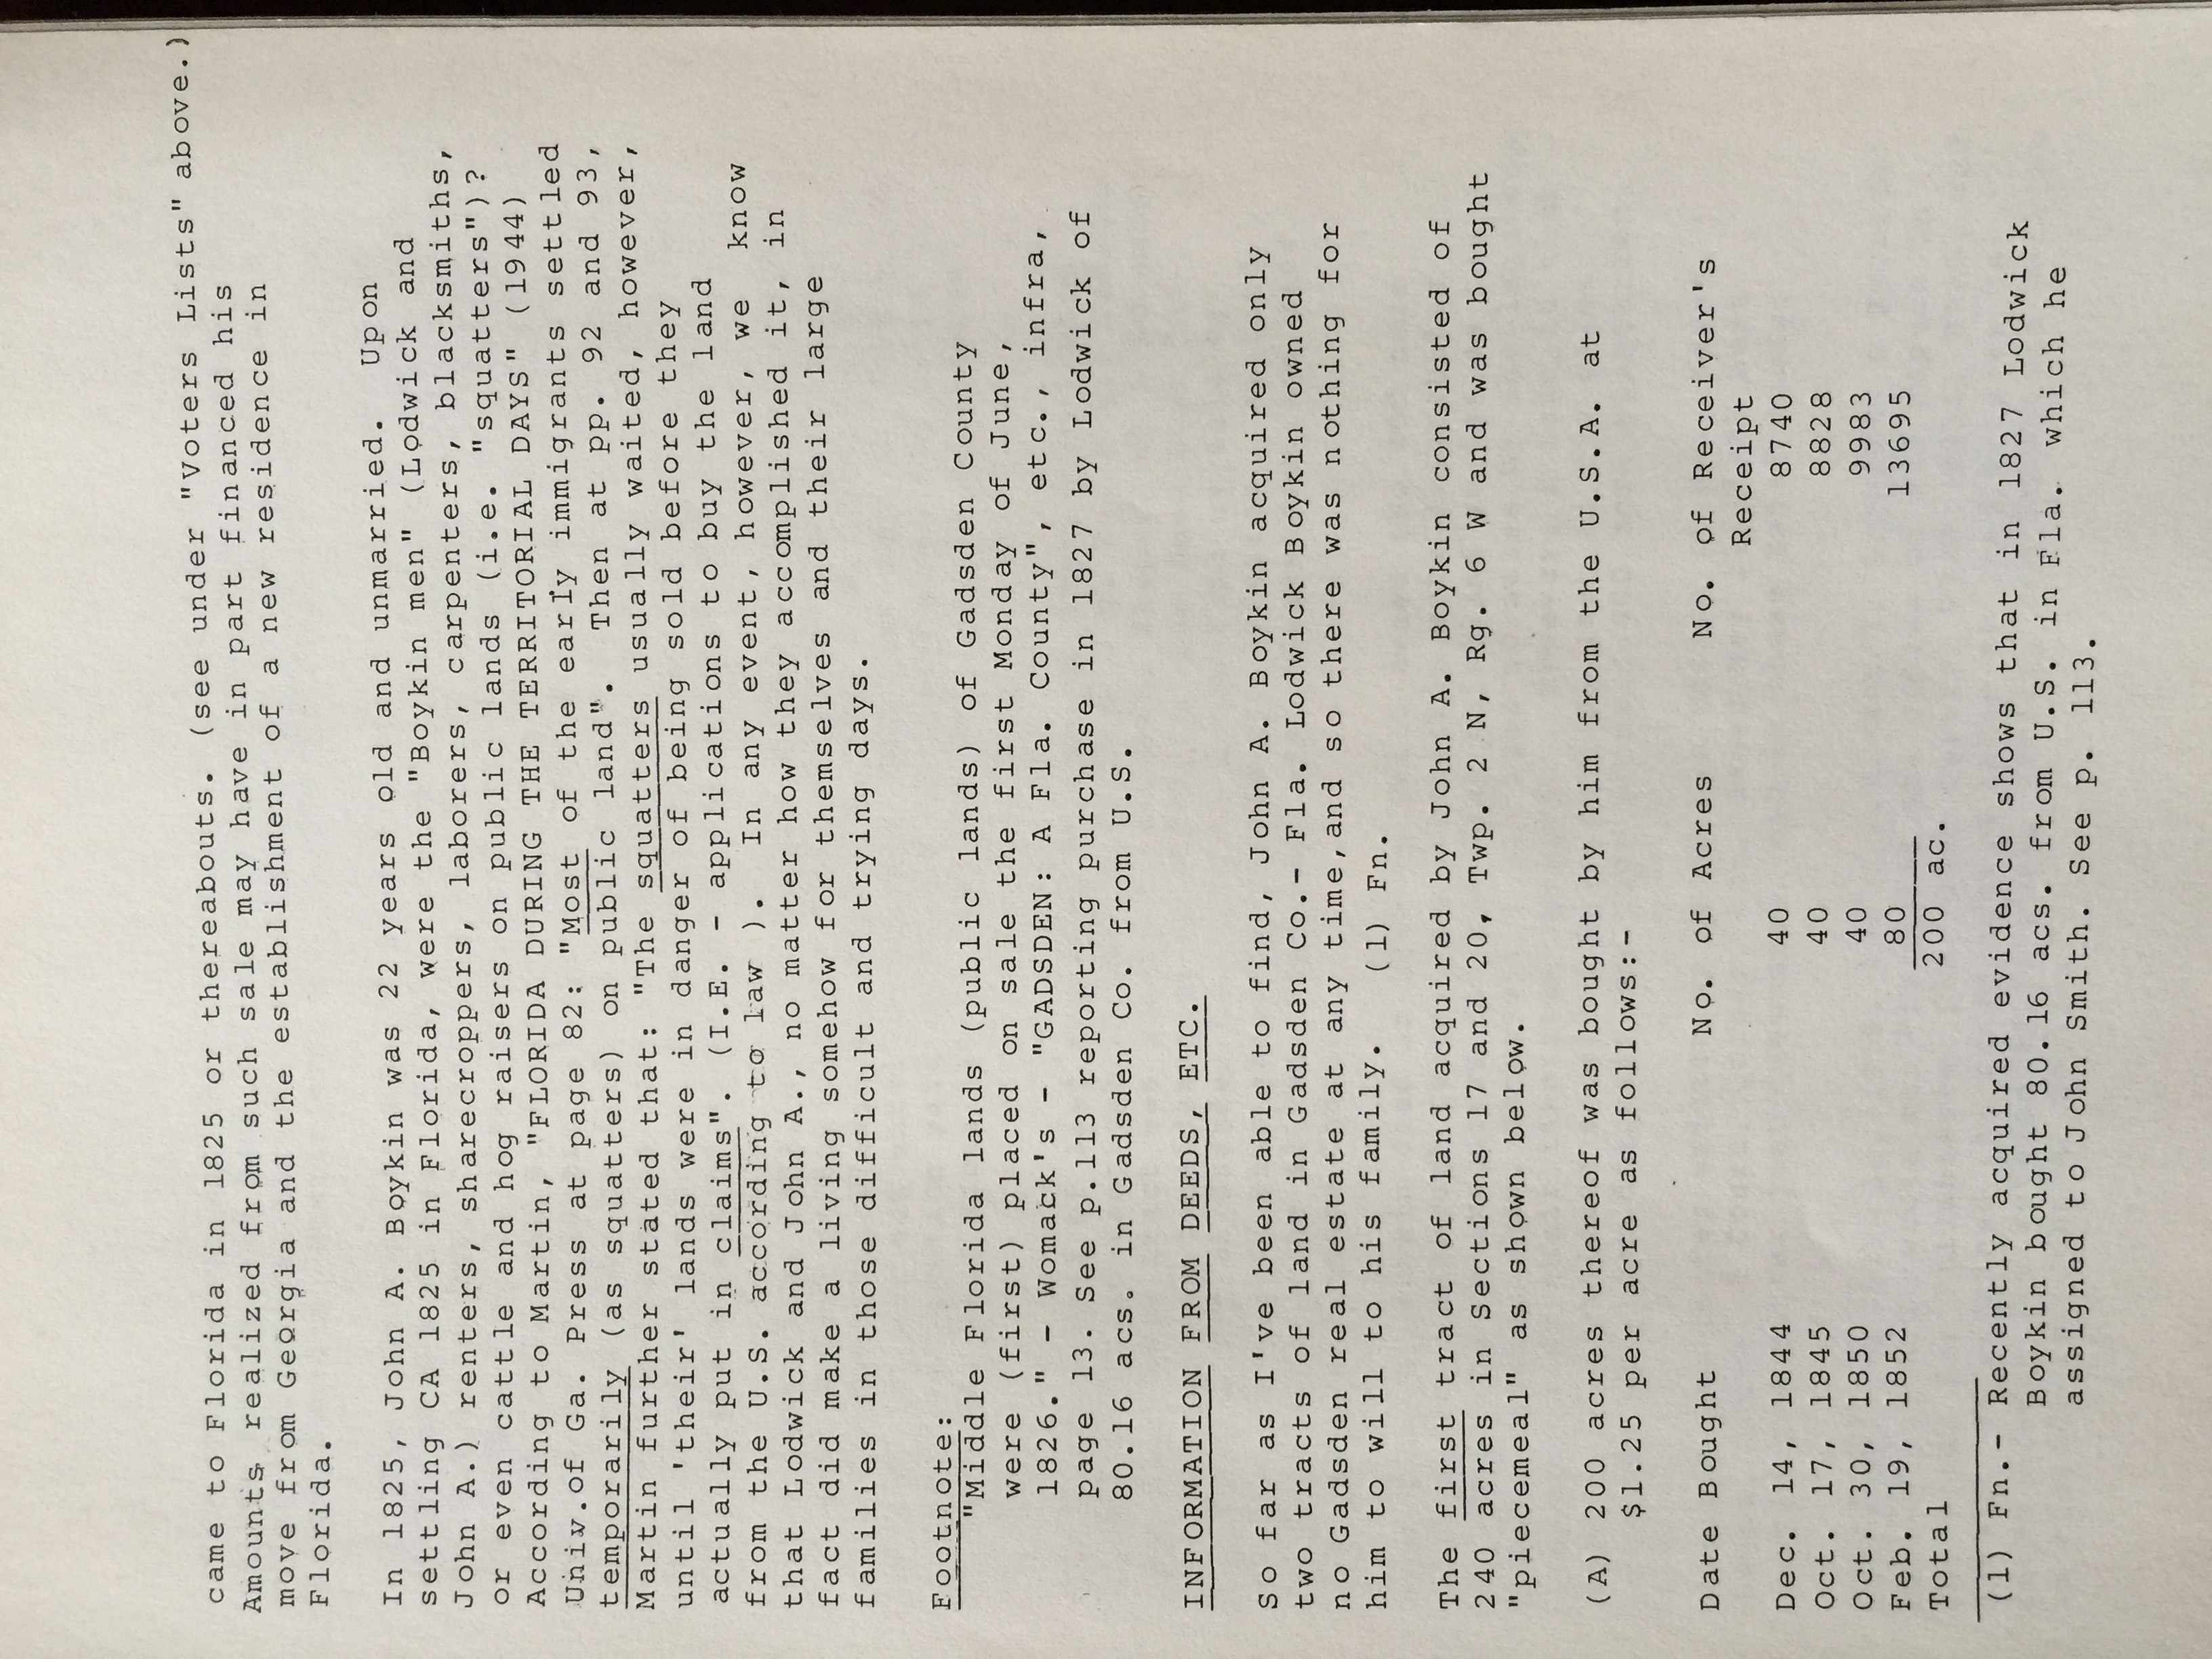 came to Florida in 1825 or thereabouts. (see under "Voters Lists" above.)
Amounts realized from such sale may have in part financed his
move from Georgia and the establishment of a new residence in
Florida.
In 1825, John A. Boykin was 22 years old and unmarried. Upon
settling CA 1825 in Florida, were the "Boykin men" (Lodwick and
John A.) renters, sharecroppers, laborers, carpenters, blacksmiths,
or even cattle and hog raisers on public lands (i.e. "squatters")?
According to Martin, "FLORIDA DURING THE TERRITORIAL DAYS" (1944)
Univ.of Ga. Press at page 82: "Most of the early immigrants settled
temporarily (as squatters) on public land". Then at pp. 92 and 93,
Martin further stated that: "The squatters usually waited, however,
until 'their' lands were in danger of being sold before they
actually put in claims". (I.E. - applications to buy the land
from the U.S. according to law ). In any event, however, we know
that Lodwick and John A., no matter how they accomplished it, in
fact did make a living somehow for themselves and their large
families in those difficult and trying days.
Footnote:
"Middle Florida lands (public lands) of Gadsden County
were (first) placed on sale the first Monday of June,
1826." - Womack's - "GADSDEN: A Fla. County", etc., infra,
page 13. See p.113 reporting purchase in 1827 by Lodwick of
80.16 acs. in Gadsden Co. from U.S.
INFORMATION FROM DEEDS, ETC.
So far as I've been able to find, John A. Boykin acquired only
two tracts of land in Gadsden Co.- Fla. Lodwick Boykin owned
no Gadsden real estate at any time,and so there was nothing for
him to will to his family. (1) Fn.
The first tract of land acquired by John A. Boykin consisted of
240 acres in Sections 17 and 20, Twp. 2 N, Rg. 6 W and was bought
"piecemeal" as shown below.
(A) 200 acres thereof was bought by him from the U.S.A. at
$1.25 per acre as follows:-
Date Bought No. of Acres No. of Receiver's
Receipt
Dec. 14, 1844 40 8740
Oct. 17, 1845 40 8828
Oct. 30, 1850 40 9983
Feb. 19, 1852 80 13695
Total 200 ac.
(1) Fn.- Recently acquired evidence shows that in 1827 Lodwick
Boykin bought 80.16 acs. from U.S. in Fla. which he
assigned to John Smith. See p. 113.